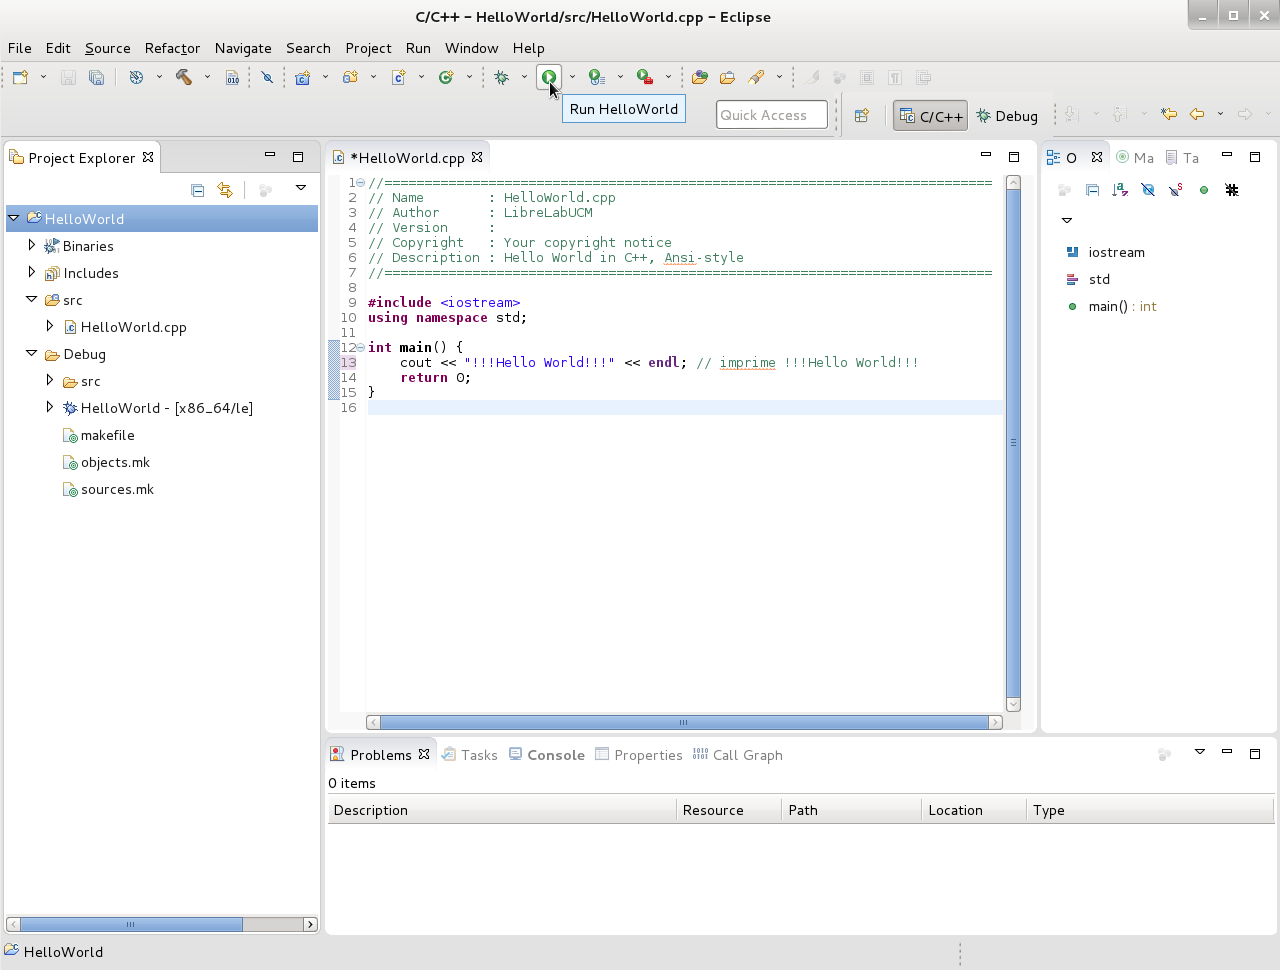 C/C++ – HelloWorld/src/HelloWorld.cpp – Eclipse
File Edit Source Refactor Navigate Search Project Run Window Help
Run HelloWorld
Quick Access
C/C++
Debug
Project Explorer
HelloWorld
Binaries
Includes
src
HelloWorld.cpp
Debug
src
HelloWorld - [x86_64/le]
makefile
objects.mk
sources.mk
*HelloWorld.cpp
1 //============================================================================
2 // Name        : HelloWorld.cpp
3 // Author      : LibreLabUCM
4 // Version     :
5 // Copyright   : Your copyright notice
6 // Description : Hello World in C++, Ansi-style
7 //============================================================================
8
9 #include <iostream>
10 using namespace std;
11
12 int main() {
13     cout << "!!!Hello World!!!" << endl; // imprime !!!Hello World!!!
14     return 0;
15 }
16
O Ma Ta
iostream
std
main() : int
Problems Tasks Console Properties Call Graph
0 items
Description Resource Path Location Type
HelloWorld